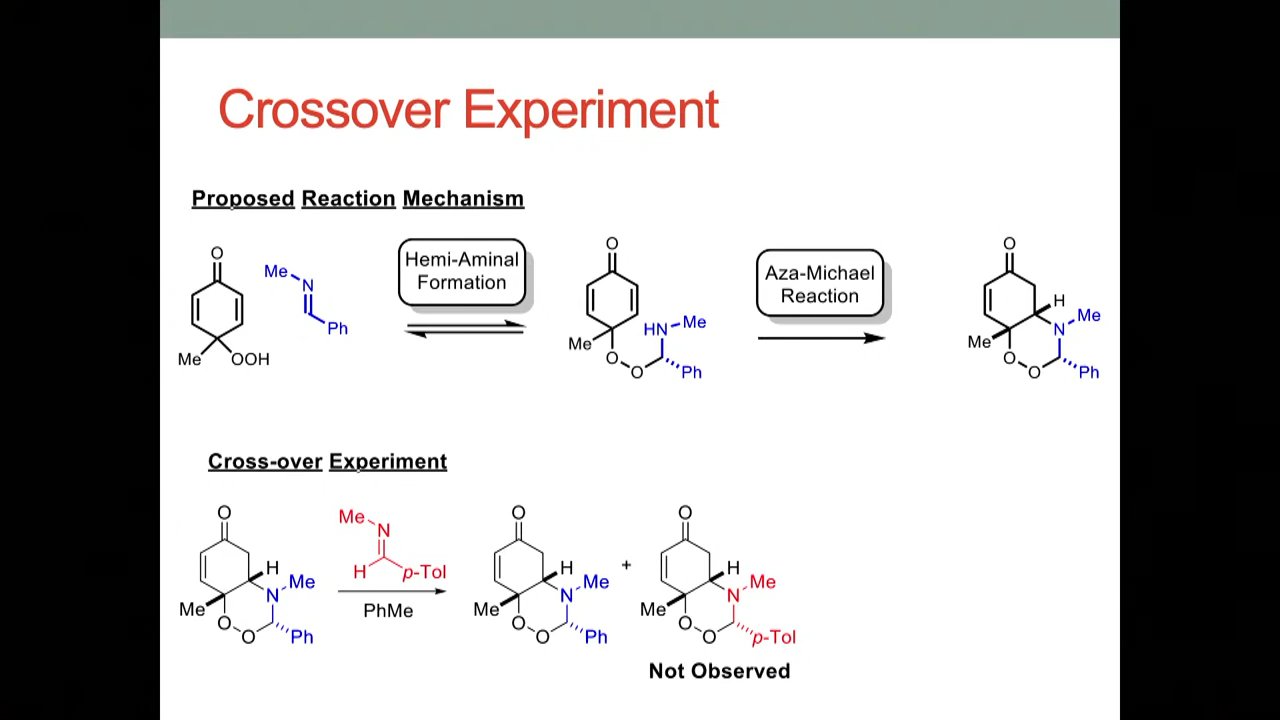 Crossover Experiment
Proposed Reaction Mechanism
O
Me
OOH
Me
N
Ph
Hemi-Aminal
Formation
O
Me
O
O
HN
Me
Ph
Aza-Michael
Reaction
O
H
Me
N
Me
O
O
Ph
Cross-over Experiment
O
H
Me
N
Me
O
O
Ph
Me
N
H
p-Tol
PhMe
O
H
Me
N
Me
O
O
Ph
+
O
H
Me
N
Me
O
O
p-Tol
Not Observed